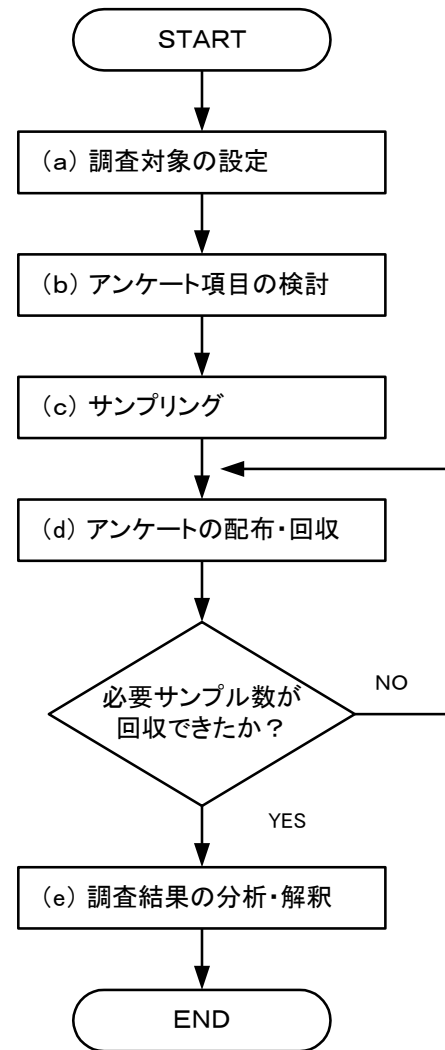 START
(a) 調査対象の設定
(b) アンケート項目の検討
(c) サンプリング
(d) アンケートの配布・回収
必要サンプル数が
回収できたか？
NO
YES
(e) 調査結果の分析・解釈
END